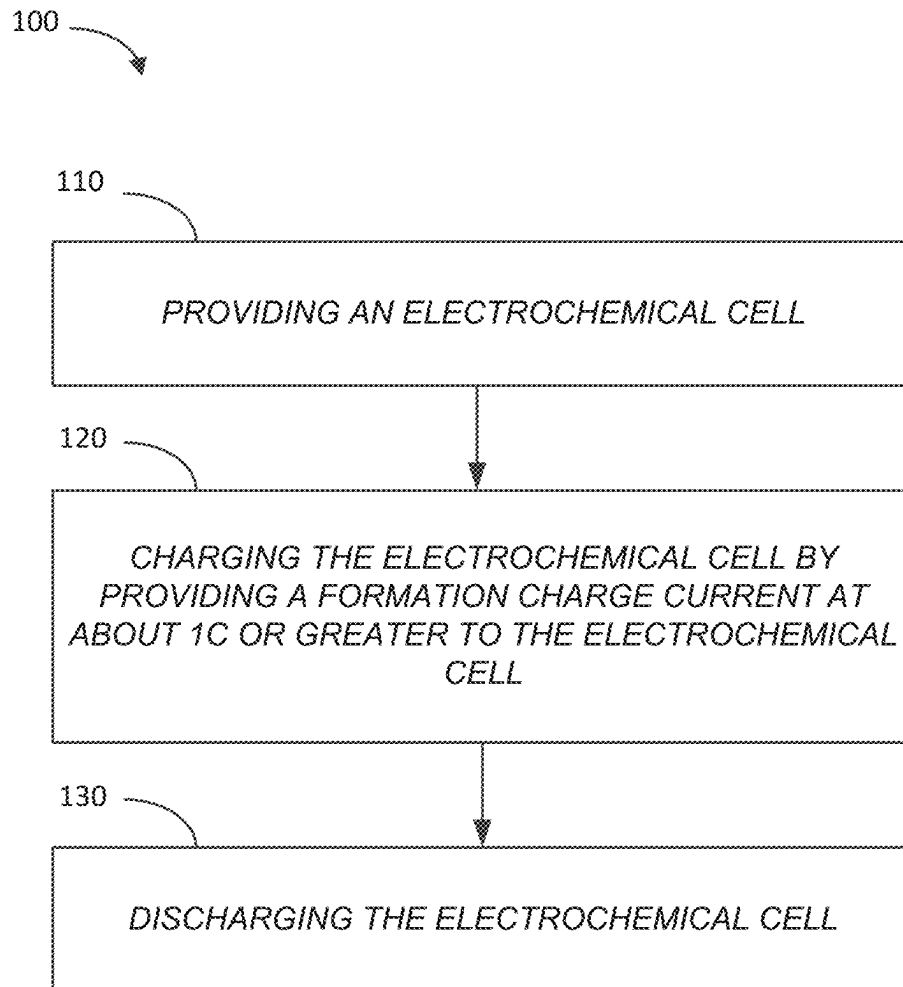 100
110
PROVIDING AN ELECTROCHEMICAL CELL
120
CHARGING THE ELECTROCHEMICAL CELL BY
PROVIDING A FORMATION CHARGE CURRENT AT
ABOUT 1C OR GREATER TO THE ELECTROCHEMICAL
CELL
130
DISCHARGING THE ELECTROCHEMICAL CELL